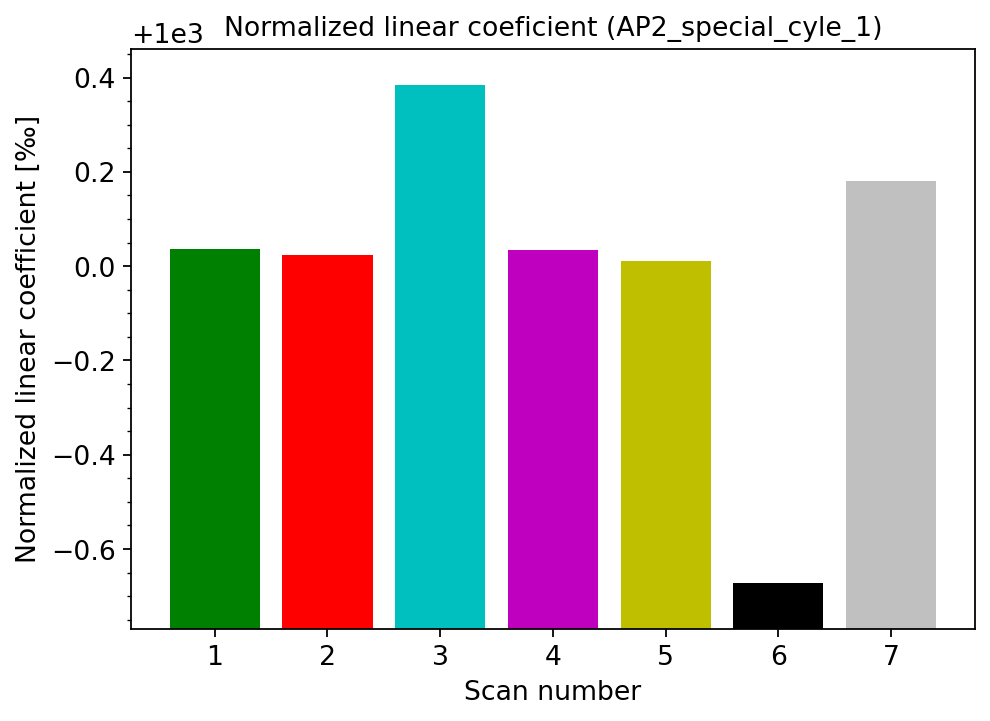 +1e3
Normalized linear coeficient (AP2_special_cyle_1)
Normalized linear coefficient [‰]
0.4
0.2
0.0
−0.2
−0.4
−0.6
1 2 3 4 5 6 7
Scan number